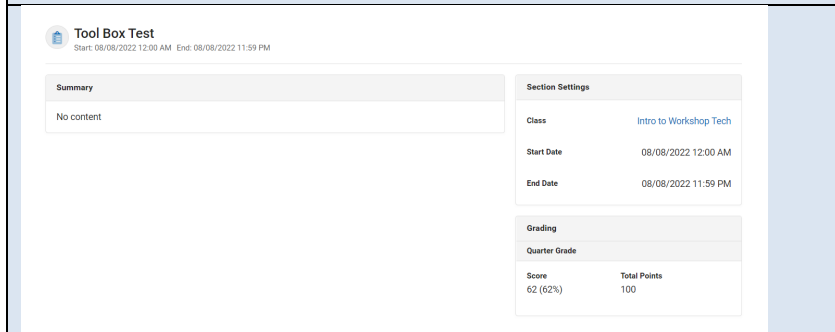 Tool Box Test
Start: 08/08/2022 12:00 AM End: 08/08/2022 11:59 PM
Summary
No content
Section Settings
Class Intro to Workshop Tech
Start Date 08/08/2022 12:00 AM
End Date 08/08/2022 11:59 PM
Grading
Quarter Grade
Score Total Points
62 (62%) 100